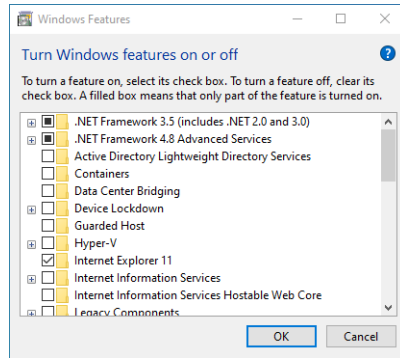 Windows Features
Turn Windows features on or off
To turn a feature on, select its check box. To turn a feature off, clear its
check box. A filled box means that only part of the feature is turned on.
.NET Framework 3.5 (includes .NET 2.0 and 3.0)
.NET Framework 4.8 Advanced Services
Active Directory Lightweight Directory Services
Containers
Data Center Bridging
Device Lockdown
Guarded Host
Hyper-V
Internet Explorer 11
Internet Information Services
Internet Information Services Hostable Web Core
Legacy Components
OK Cancel